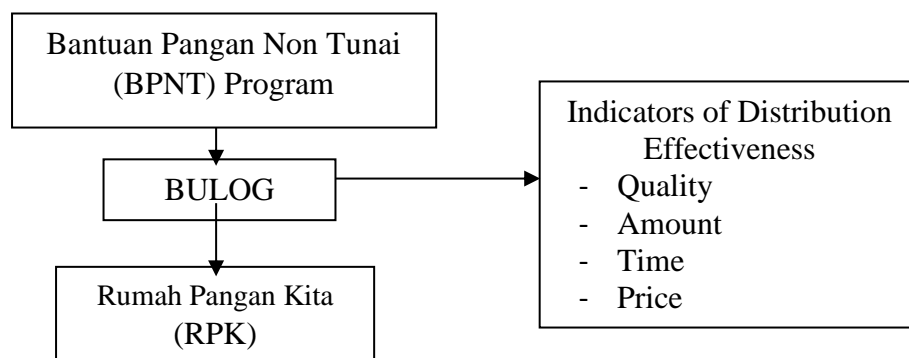 Bantuan Pangan Non Tunai
(BPNT) Program
BULOG
Rumah Pangan Kita
(RPK)
Indicators of Distribution
Effectiveness
- Quality
- Amount
- Time
- Price